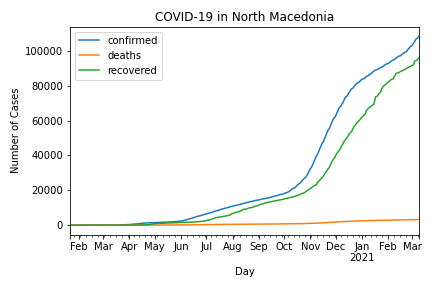 COVID-19 in North Macedonia
confirmed
deaths
recovered
Number of Cases
100000
80000
60000
40000
20000
0
Feb Mar Apr May Jun Jul Aug Sep Oct Nov Dec Jan Feb Mar
2021
Day